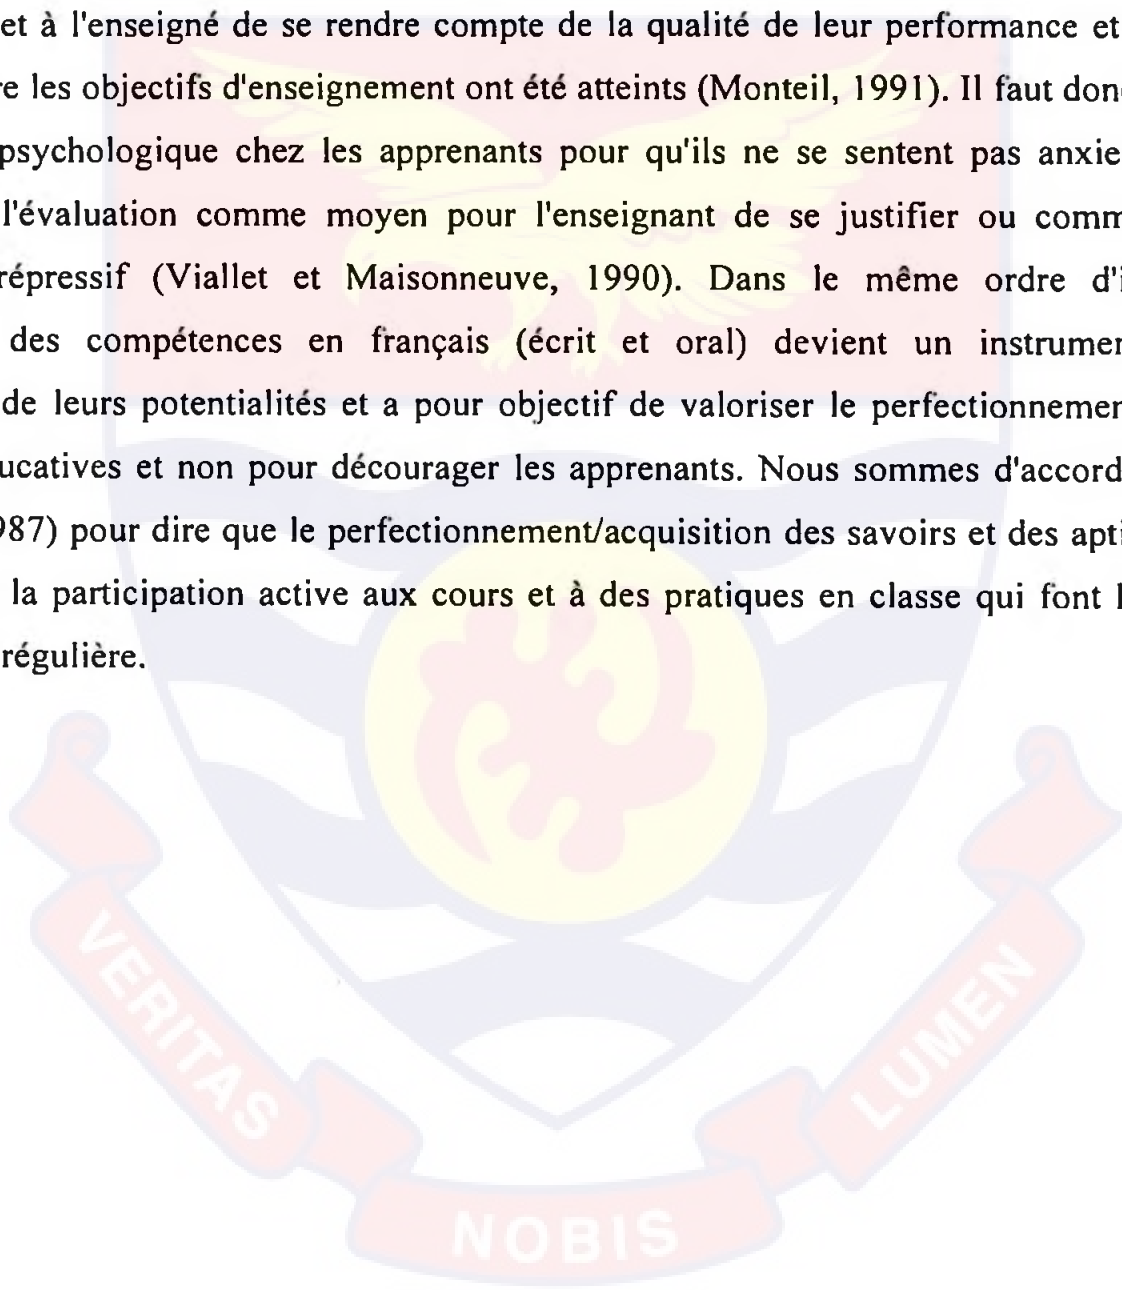 et à l'enseigné de se rendre compte de la qualité de leur performance et
e les objectifs d'enseignement ont été atteints (Monteil, 1991). Il faut don
psychologique chez les apprenants pour qu'ils ne se sentent pas anxie
l'évaluation comme moyen pour l'enseignant de se justifier ou comm
répressif (Viallet et Maisonneuve, 1990). Dans le même ordre d'i
des compétences en français (écrit et oral) devient un instrumen
de leurs potentialités et a pour objectif de valoriser le perfectionnemen
ucatives et non pour décourager les apprenants. Nous sommes d'accord
987) pour dire que le perfectionnement/acquisition des savoirs et des apti
la participation active aux cours et à des pratiques en classe qui font l
régulière.
VERITAS
NOBIS
LUMEN